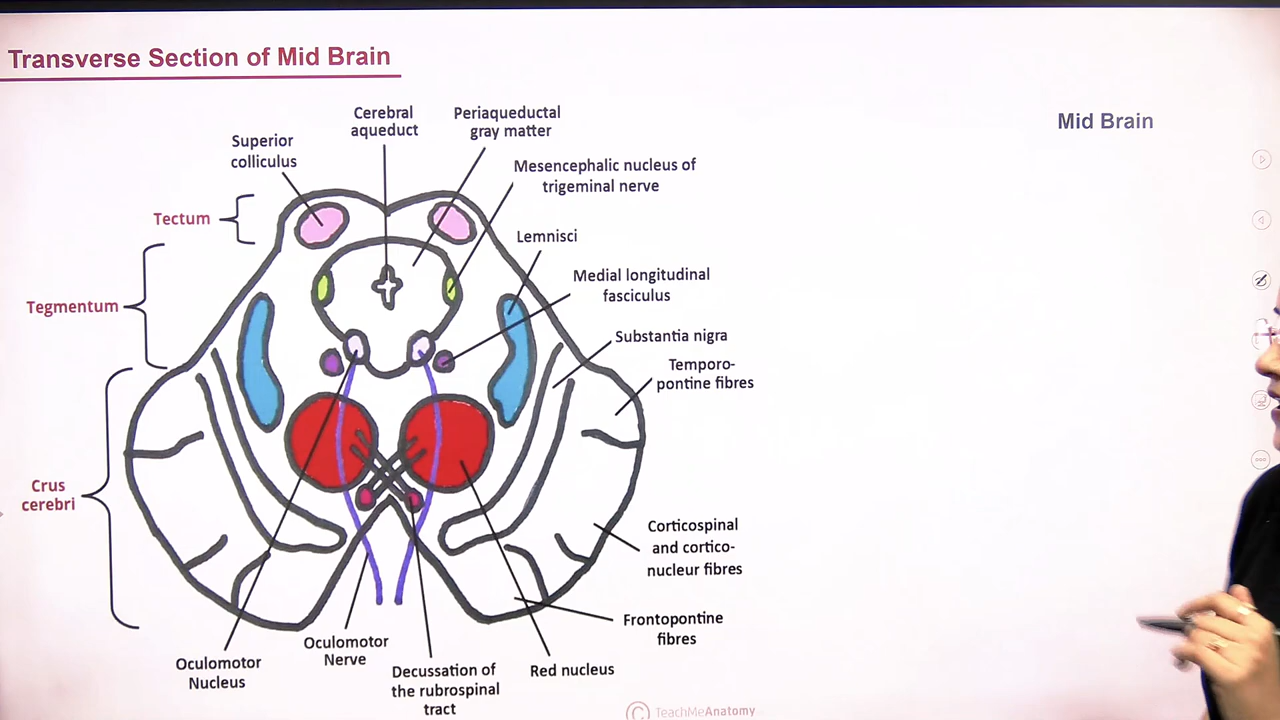 Transverse Section of Mid Brain
Mid Brain
Cerebral
aqueduct
Periaqueductal
gray matter
Superior
colliculus
Mesencephalic nucleus of
trigeminal nerve
Tectum
Lemnisci
Medial longitudinal
fasciculus
Tegmentum
Substantia nigra
Temporo-
pontine fibres
Crus
cerebri
Corticospinal
and cortico-
nucleur fibres
Frontopontine
fibres
Oculomotor
Nerve
Oculomotor
Nucleus
Decussation of
the rubrospinal
tract
Red nucleus
© TeachMeAnatomy